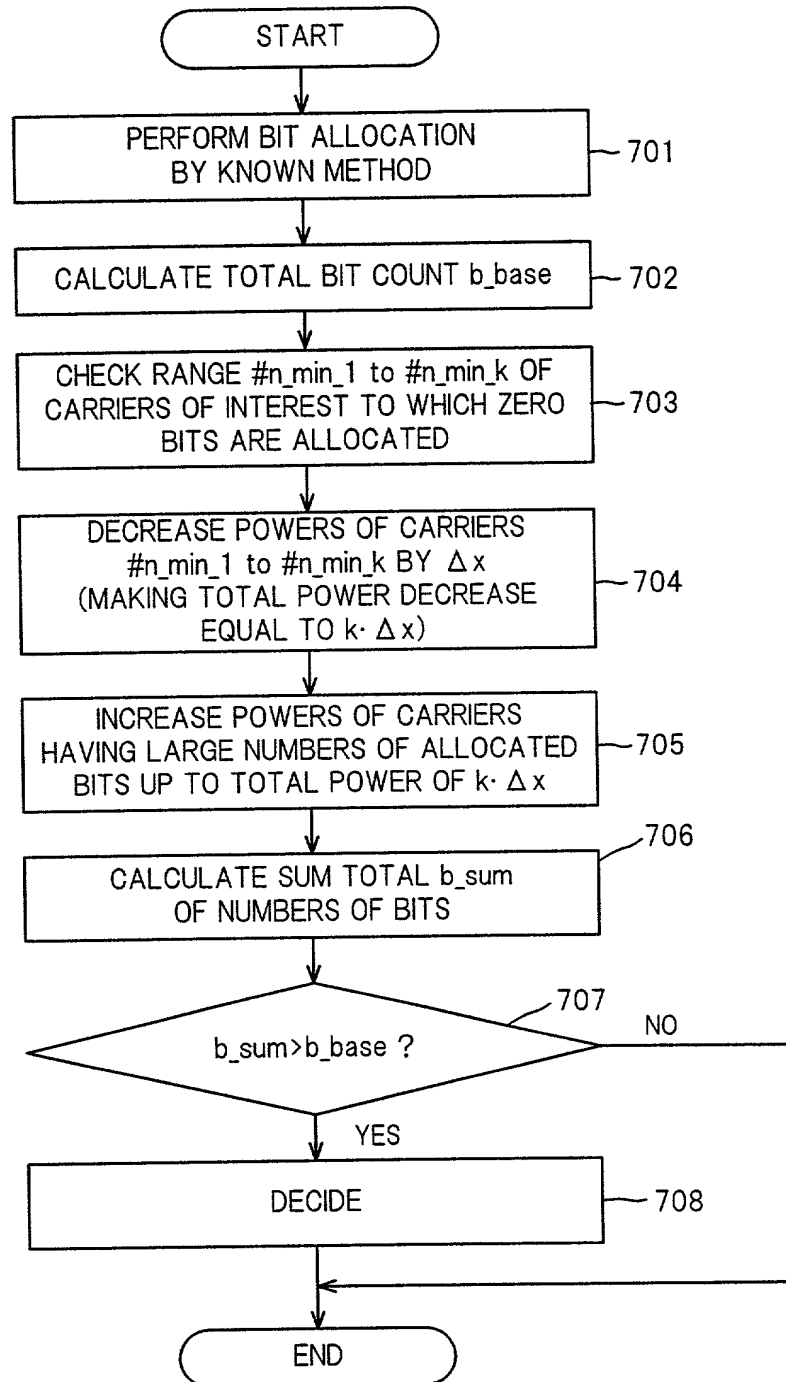 START
PERFORM BIT ALLOCATION
BY KNOWN METHOD
701
CALCULATE TOTAL BIT COUNT b_base
702
CHECK RANGE #n_min_1 to #n_min_k OF
CARRIERS OF INTEREST TO WHICH ZERO
BITS ARE ALLOCATED
703
DECREASE POWERS OF CARRIERS
#n_min_1 to #n_min_k BY Δx
(MAKING TOTAL POWER DECREASE
EQUAL TO k· Δx)
704
INCREASE POWERS OF CARRIERS
HAVING LARGE NUMBERS OF ALLOCATED
BITS UP TO TOTAL POWER OF k· Δx
705
706
CALCULATE SUM TOTAL b_sum
OF NUMBERS OF BITS
707
b_sum>b_base ?
NO
YES
DECIDE
708
END